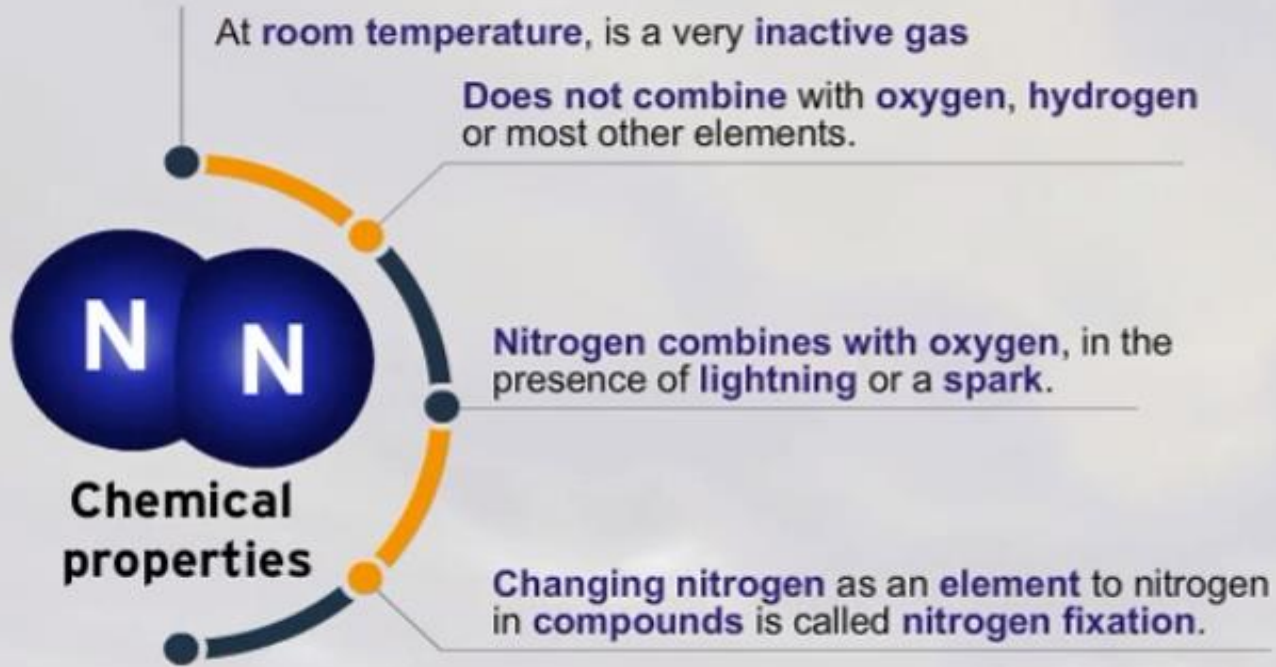 At room temperature, is a very inactive gas
Does not combine with oxygen, hydrogen
or most other elements.
N N
Nitrogen combines with oxygen, in the
presence of lightning or a spark.
Chemical
properties
Changing nitrogen as an element to nitrogen
in compounds is called nitrogen fixation.